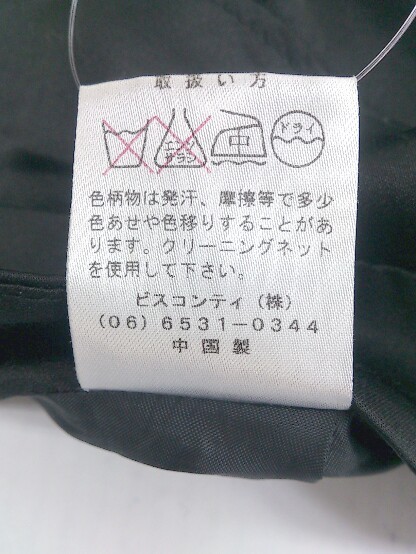 取扱い方
エンソ
サラシ
中
ドライ
色柄物は発汗、摩擦等で多少
色あせや色移りすることがあ
ります。クリーニングネット
を使用して下さい。
ビスコンティ(株)
(06)6531-0344
中国製